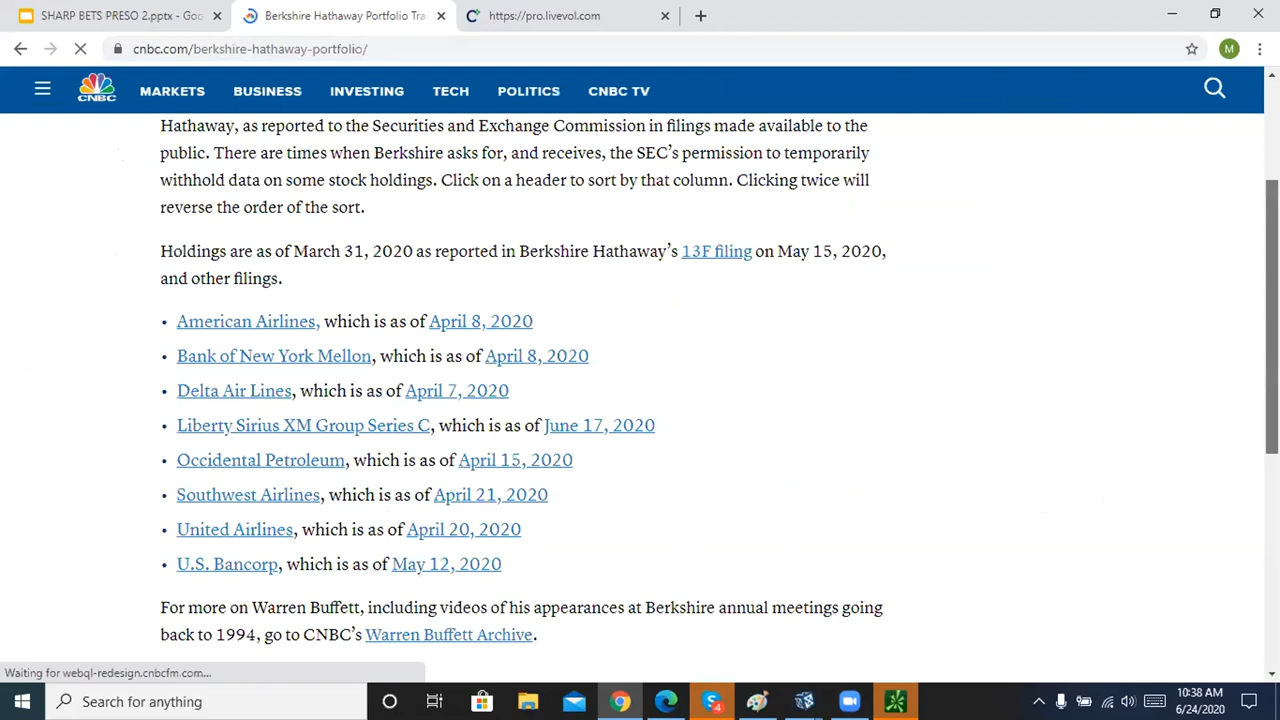 SHARP BETS PRESO 2.pptx - Goo
Berkshire Hathaway Portfolio Tra
https://pro.livevol.com
cnbc.com/berkshire-hathaway-portfolio/
M
CNBC
MARKETS BUSINESS INVESTING TECH POLITICS CNBC TV
Hathaway, as reported to the Securities and Exchange Commission in filings made available to the
public. There are times when Berkshire asks for, and receives, the SEC's permission to temporarily
withhold data on some stock holdings. Click on a header to sort by that column. Clicking twice will
reverse the order of the sort.
Holdings are as of March 31, 2020 as reported in Berkshire Hathaway's 13F filing on May 15, 2020,
and other filings.
• American Airlines, which is as of April 8, 2020
• Bank of New York Mellon, which is as of April 8, 2020
• Delta Air Lines, which is as of April 7, 2020
• Liberty Sirius XM Group Series C, which is as of June 17, 2020
• Occidental Petroleum, which is as of April 15, 2020
• Southwest Airlines, which is as of April 21, 2020
• United Airlines, which is as of April 20, 2020
• U.S. Bancorp, which is as of May 12, 2020
For more on Warren Buffett, including videos of his appearances at Berkshire annual meetings going
back to 1994, go to CNBC's Warren Buffett Archive.
Waiting for webql-redesign.cnbcfm.com...
Search for anything
4
10:38 AM
6/24/2020